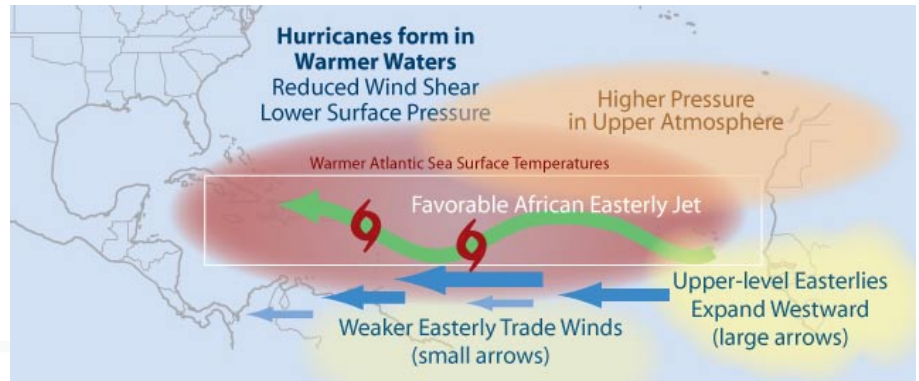 Hurricanes form in
Warmer Waters
Reduced Wind Shear
Lower Surface Pressure
Higher Pressure
in Upper Atmosphere
Warmer Atlantic Sea Surface Temperatures
Favorable African Easterly Jet
Upper-level Easterlies
Expand Westward
(large arrows)
Weaker Easterly Trade Winds
(small arrows)